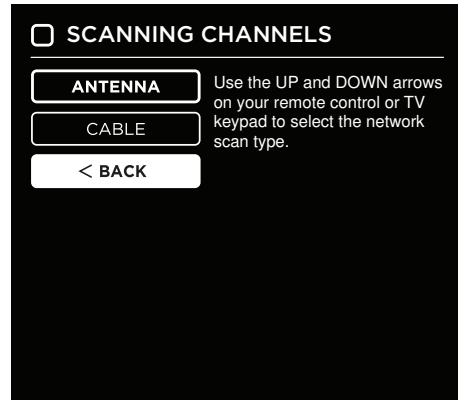 SCANNING CHANNELS
ANTENNA
CABLE
< BACK
Use the UP and DOWN arrows
on your remote control or TV
keypad to select the network
scan type.